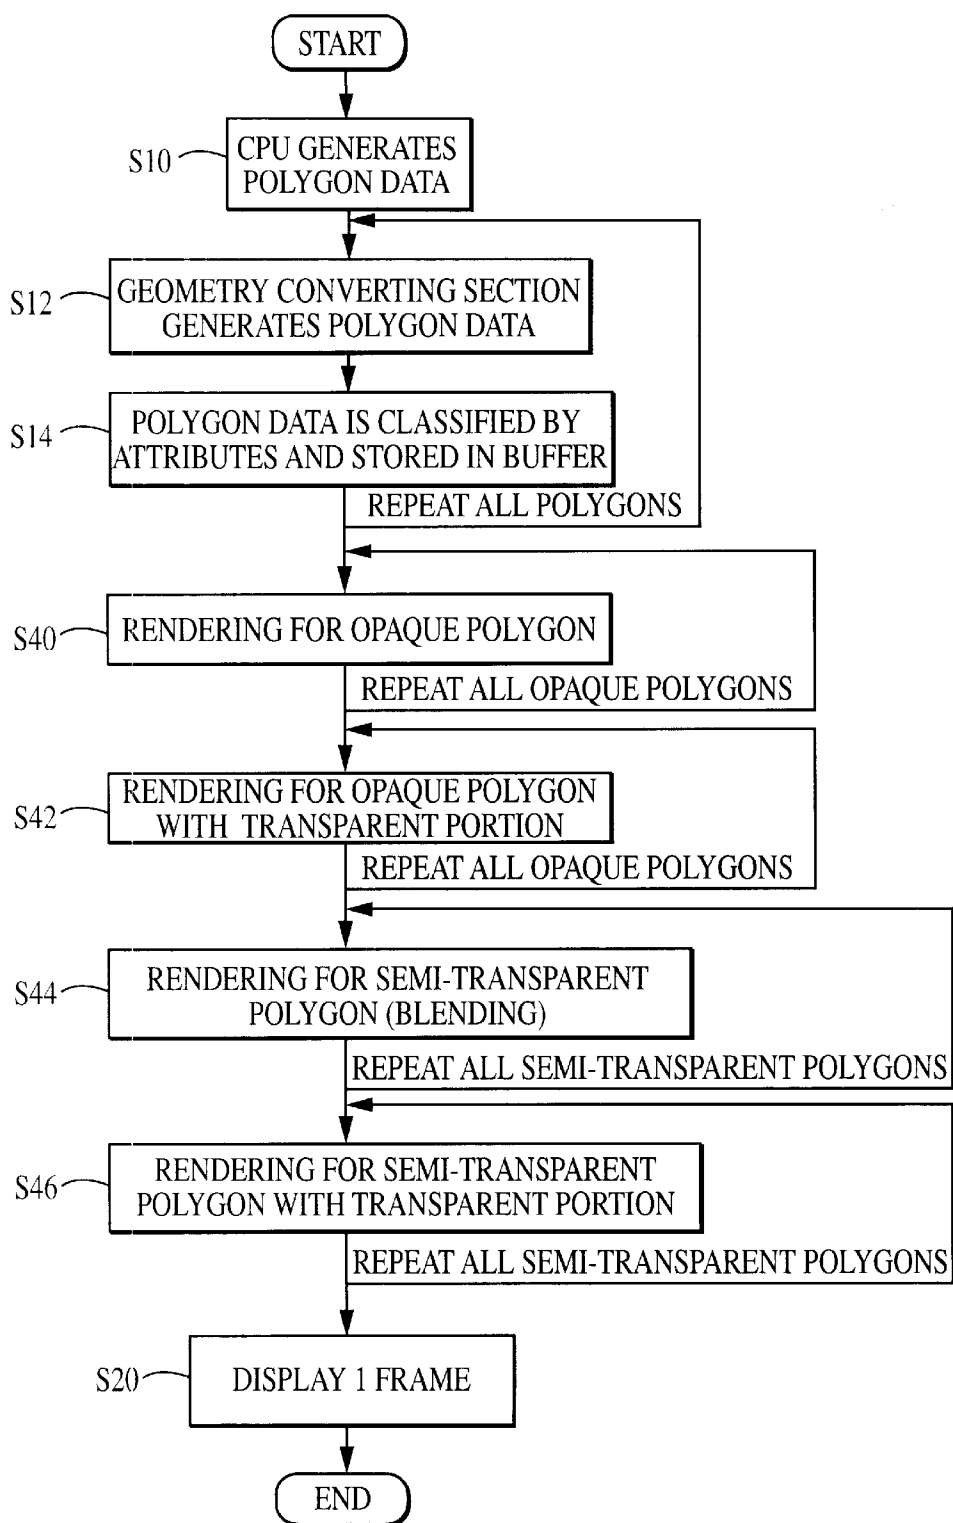 START
S10
CPU GENERATES
POLYGON DATA
S12
GEOMETRY CONVERTING SECTION
GENERATES POLYGON DATA
S14
POLYGON DATA IS CLASSIFIED BY
ATTRIBUTES AND STORED IN BUFFER
REPEAT ALL POLYGONS
S40
RENDERING FOR OPAQUE POLYGON
REPEAT ALL OPAQUE POLYGONS
S42
RENDERING FOR OPAQUE POLYGON
WITH TRANSPARENT PORTION
REPEAT ALL OPAQUE POLYGONS
S44
RENDERING FOR SEMI-TRANSPARENT
POLYGON (BLENDING)
REPEAT ALL SEMI-TRANSPARENT POLYGONS
S46
RENDERING FOR SEMI-TRANSPARENT
POLYGON WITH TRANSPARENT PORTION
REPEAT ALL SEMI-TRANSPARENT POLYGONS
S20
DISPLAY 1 FRAME
END